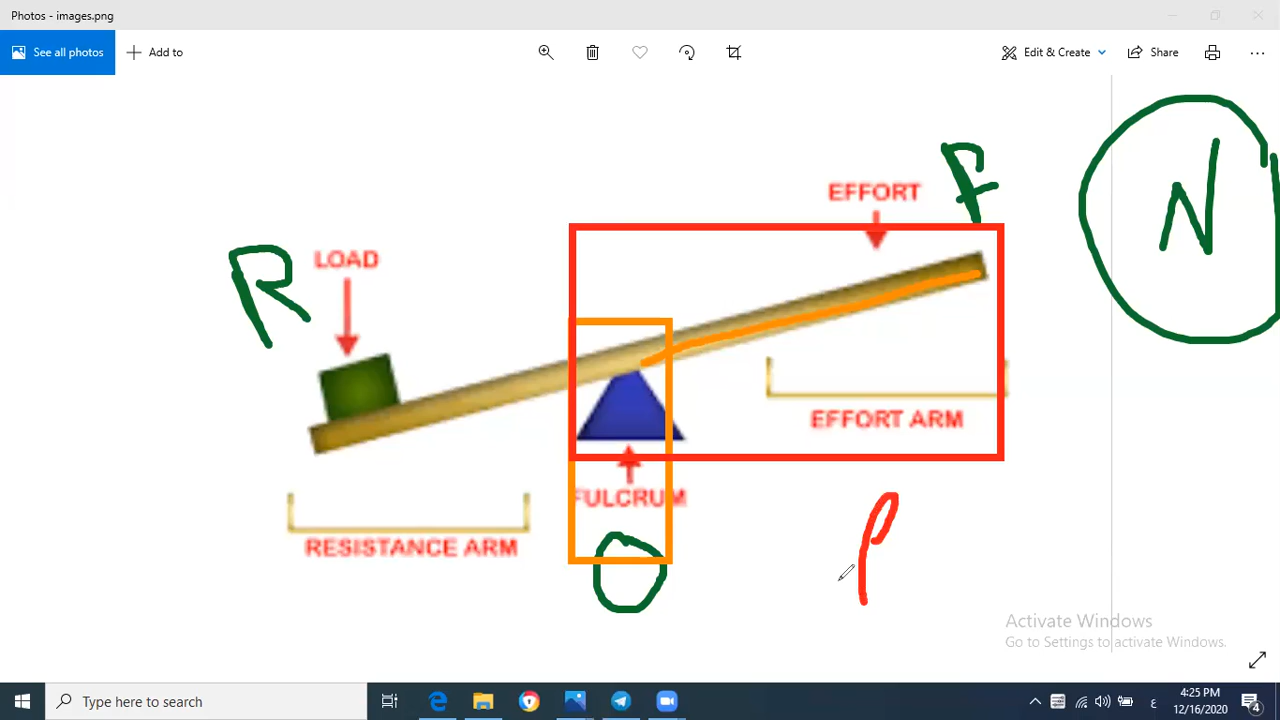 Photos - images.png
See all photos
Add to
Edit & Create
Share
F
N
EFFORT
R
LOAD
EFFORT ARM
FULCRUM
RESISTANCE ARM
O
P
Activate Windows
Go to Settings to activate Windows.
Type here to search
ع
4:25 PM
12/16/2020
4